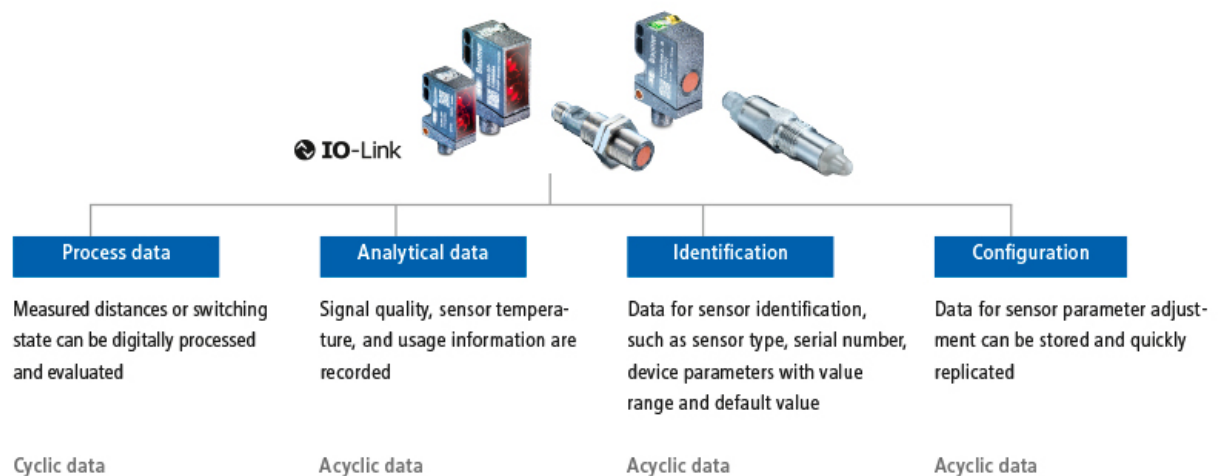 IO-Link
Process data
Measured distances or switching
state can be digitally processed
and evaluated
Cyclic data
Analytical data
Signal quality, sensor tempera-
ture, and usage information are
recorded
Acyclic data
Identification
Data for sensor identification,
such as sensor type, serial number,
device parameters with value
range and default value
Acyclic data
Configuration
Data for sensor parameter adjust-
ment can be stored and quickly
replicated
Acyclic data